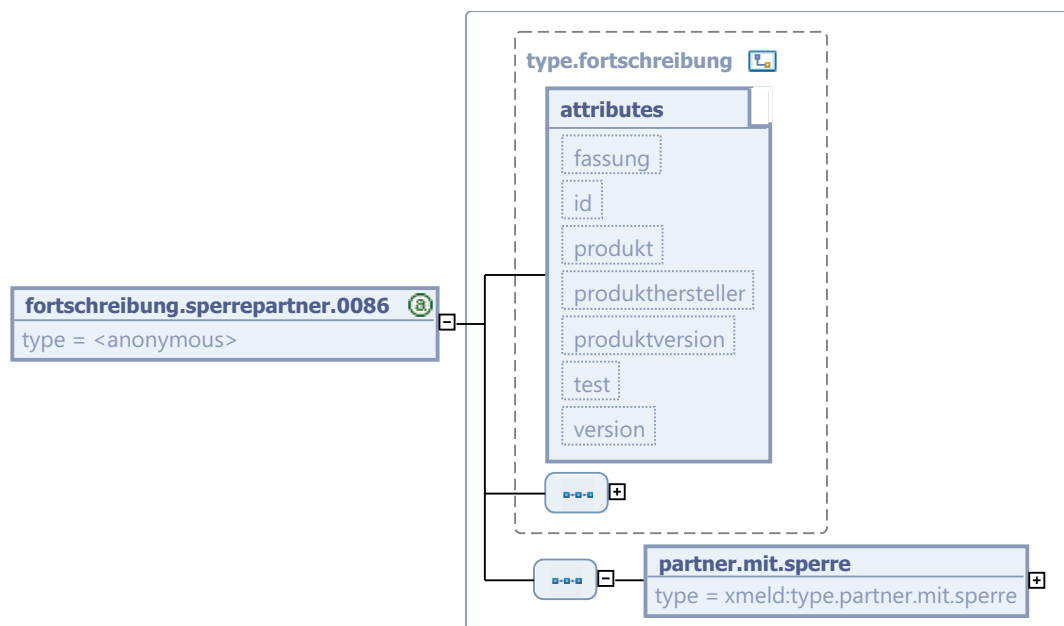 type.fortschreibung
attributes
fassung
id
produkt
produkthersteller
produktversion
test
version
fortschreibung.sperrepartner.0086 a
type = <anonymous>
partner.mit.sperre
type = xmeld:type.partner.mit.sperre